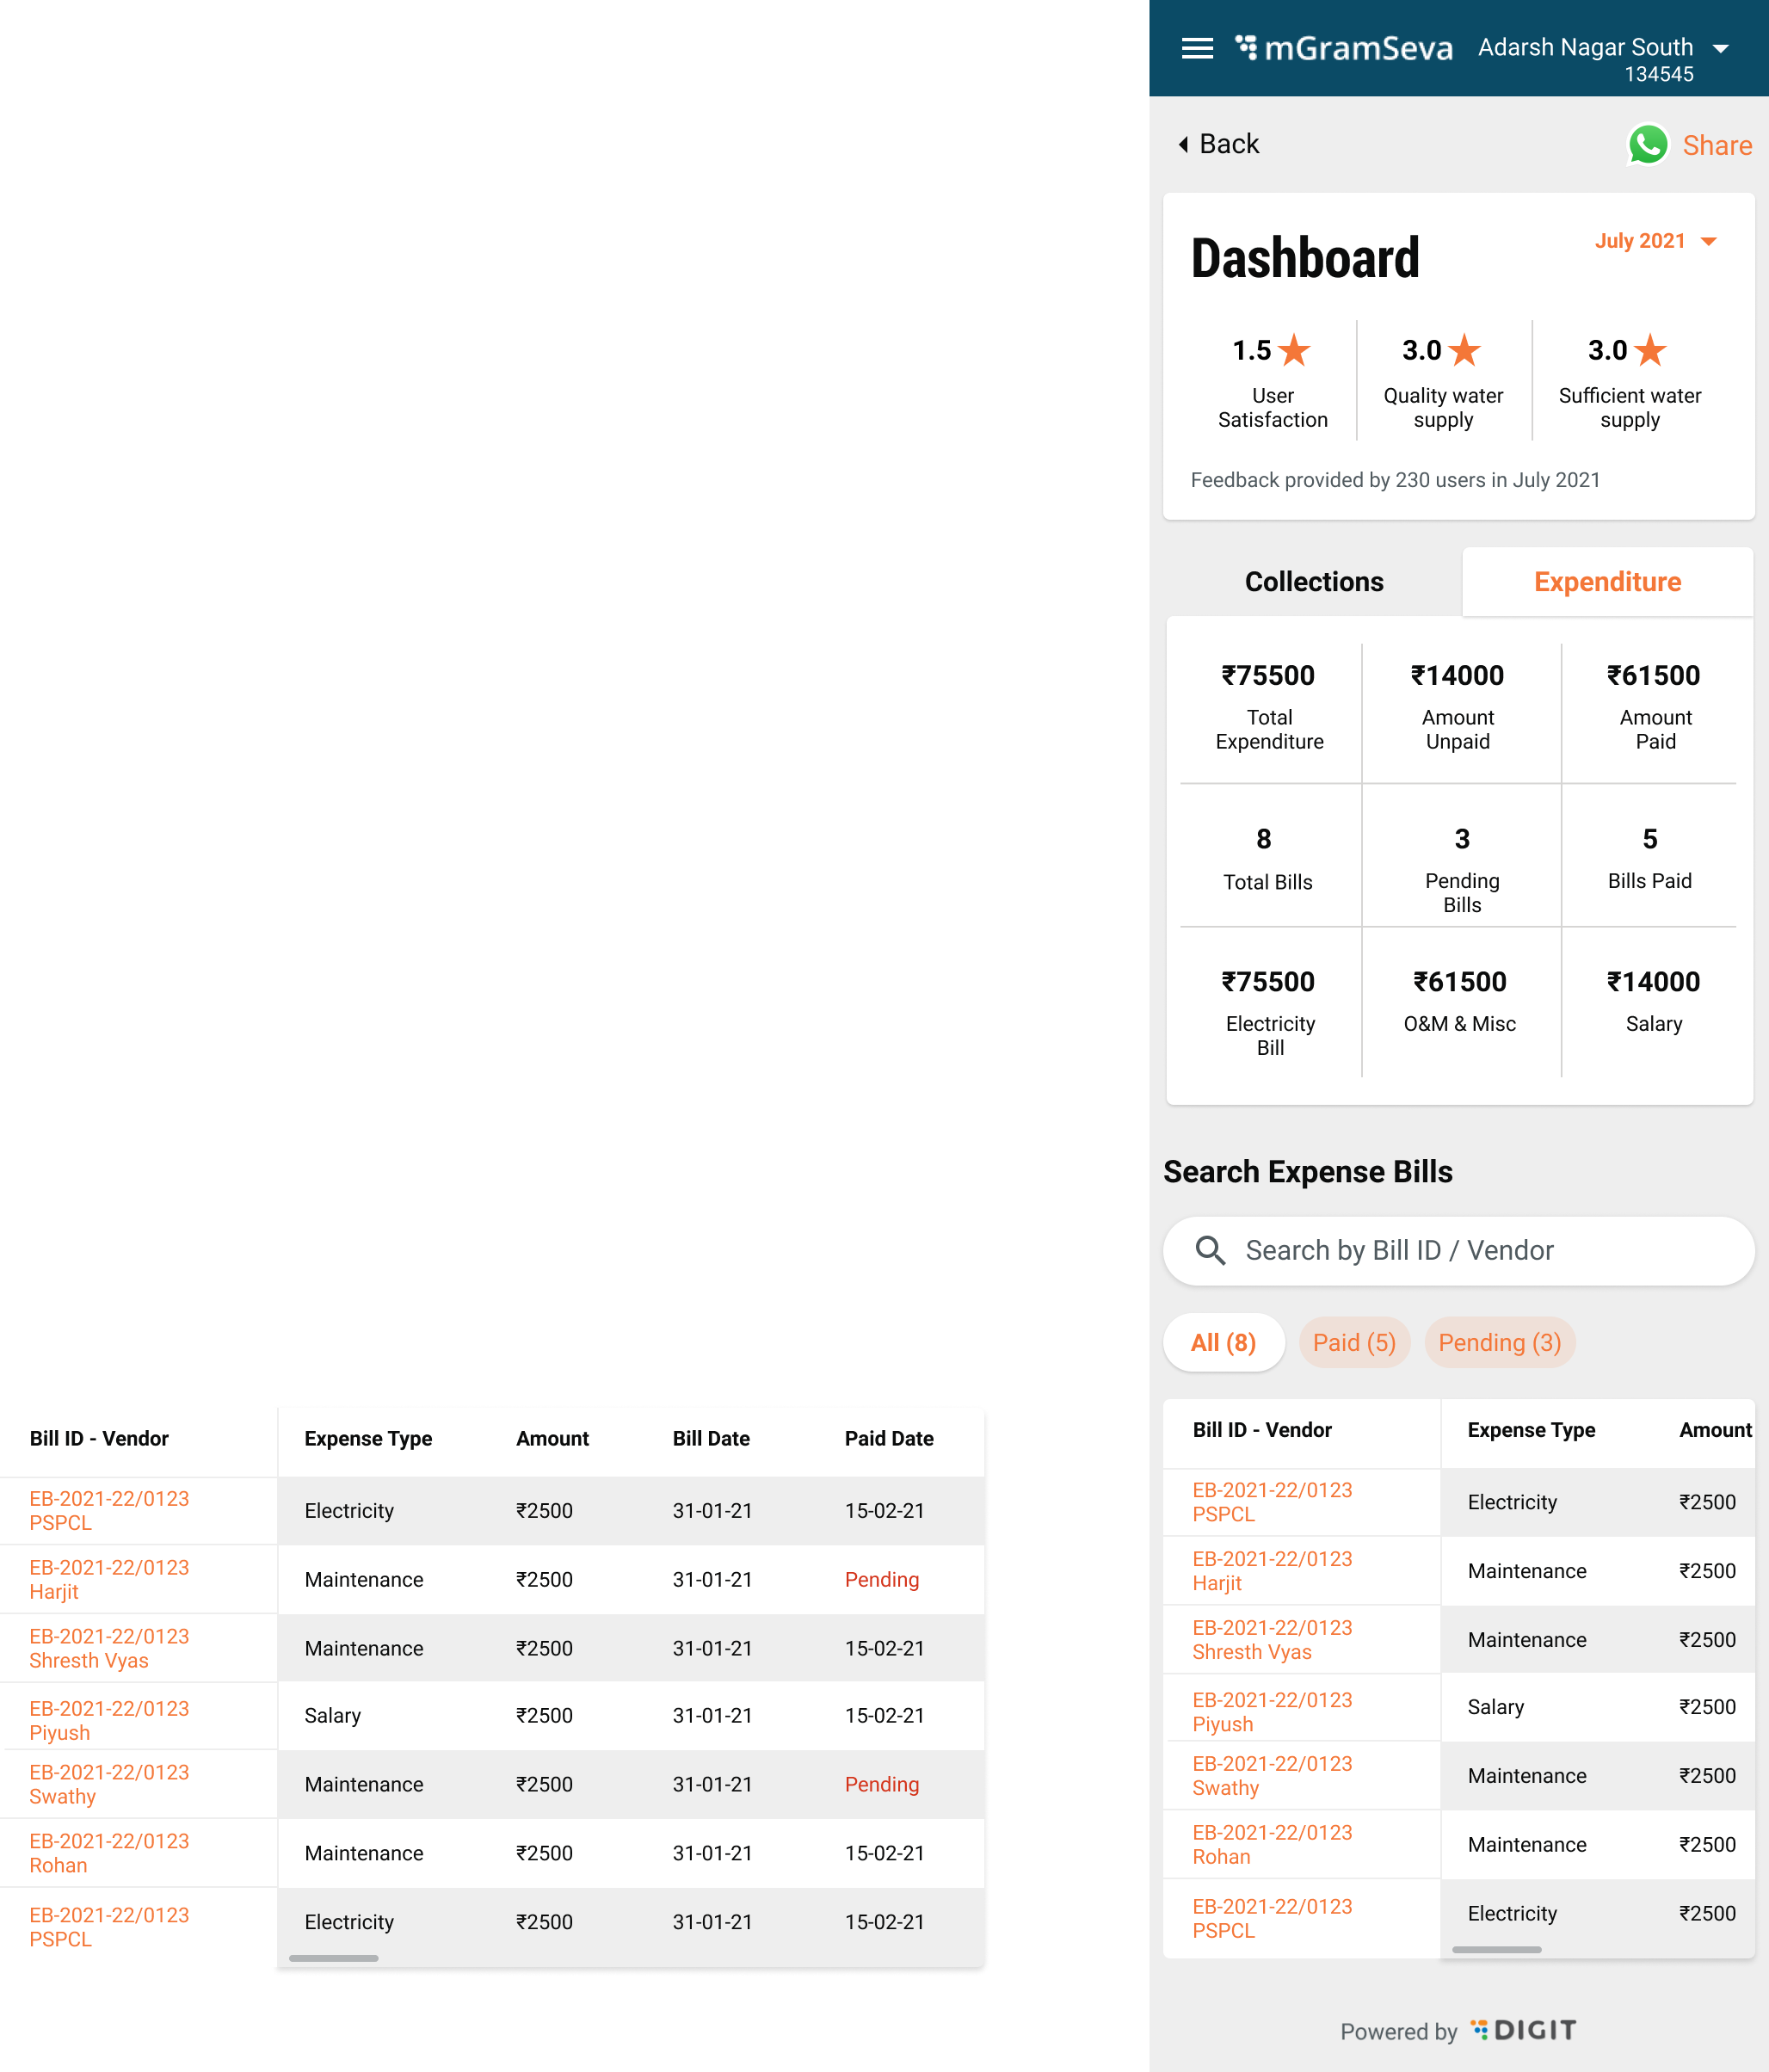 mGramSeva
Adarsh Nagar South
134545
Back
Share
Dashboard
July 2021
1.5
User
Satisfaction
3.0
Quality water
supply
3.0
Sufficient water
supply
Feedback provided by 230 users in July 2021
Collections
Expenditure
₹75500
Total
Expenditure
₹14000
Amount
Unpaid
₹61500
Amount
Paid
8
Total Bills
3
Pending
Bills
5
Bills Paid
₹75500
Electricity
Bill
₹61500
O&M & Misc
₹14000
Salary
Search Expense Bills
Search by Bill ID / Vendor
All (8)
Paid (5)
Pending (3)
Bill ID - Vendor Expense Type Amount
EB-2021-22/0123
PSPCL
Electricity ₹2500
EB-2021-22/0123
Harjit
Maintenance ₹2500
EB-2021-22/0123
Shresth Vyas
Maintenance ₹2500
EB-2021-22/0123
Piyush
Salary ₹2500
EB-2021-22/0123
Swathy
Maintenance ₹2500
EB-2021-22/0123
Rohan
Maintenance ₹2500
EB-2021-22/0123
PSPCL
Electricity ₹2500
Powered by DIGIT
Bill ID - Vendor Expense Type Amount Bill Date Paid Date
EB-2021-22/0123
PSPCL
Electricity ₹2500 31-01-21 15-02-21
EB-2021-22/0123
Harjit
Maintenance ₹2500 31-01-21 Pending
EB-2021-22/0123
Shresth Vyas
Maintenance ₹2500 31-01-21 15-02-21
EB-2021-22/0123
Piyush
Salary ₹2500 31-01-21 15-02-21
EB-2021-22/0123
Swathy
Maintenance ₹2500 31-01-21 Pending
EB-2021-22/0123
Rohan
Maintenance ₹2500 31-01-21 15-02-21
EB-2021-22/0123
PSPCL
Electricity ₹2500 31-01-21 15-02-21